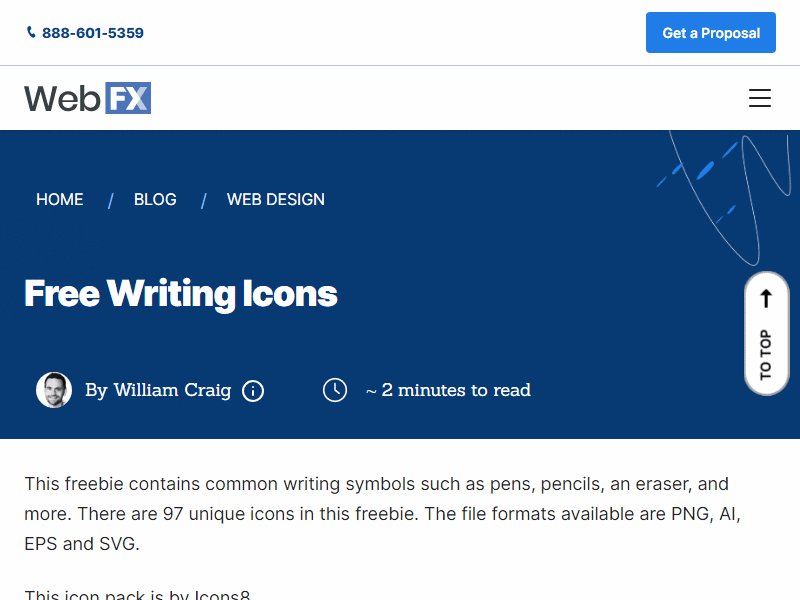 888-601-5359
Get a Proposal
Web FX
HOME / BLOG / WEB DESIGN
Free Writing Icons
TO TOP
By William Craig
~ 2 minutes to read
This freebie contains common writing symbols such as pens, pencils, an eraser, and
more. There are 97 unique icons in this freebie. The file formats available are PNG, AI,
EPS and SVG.
This icon pack is by Icons8